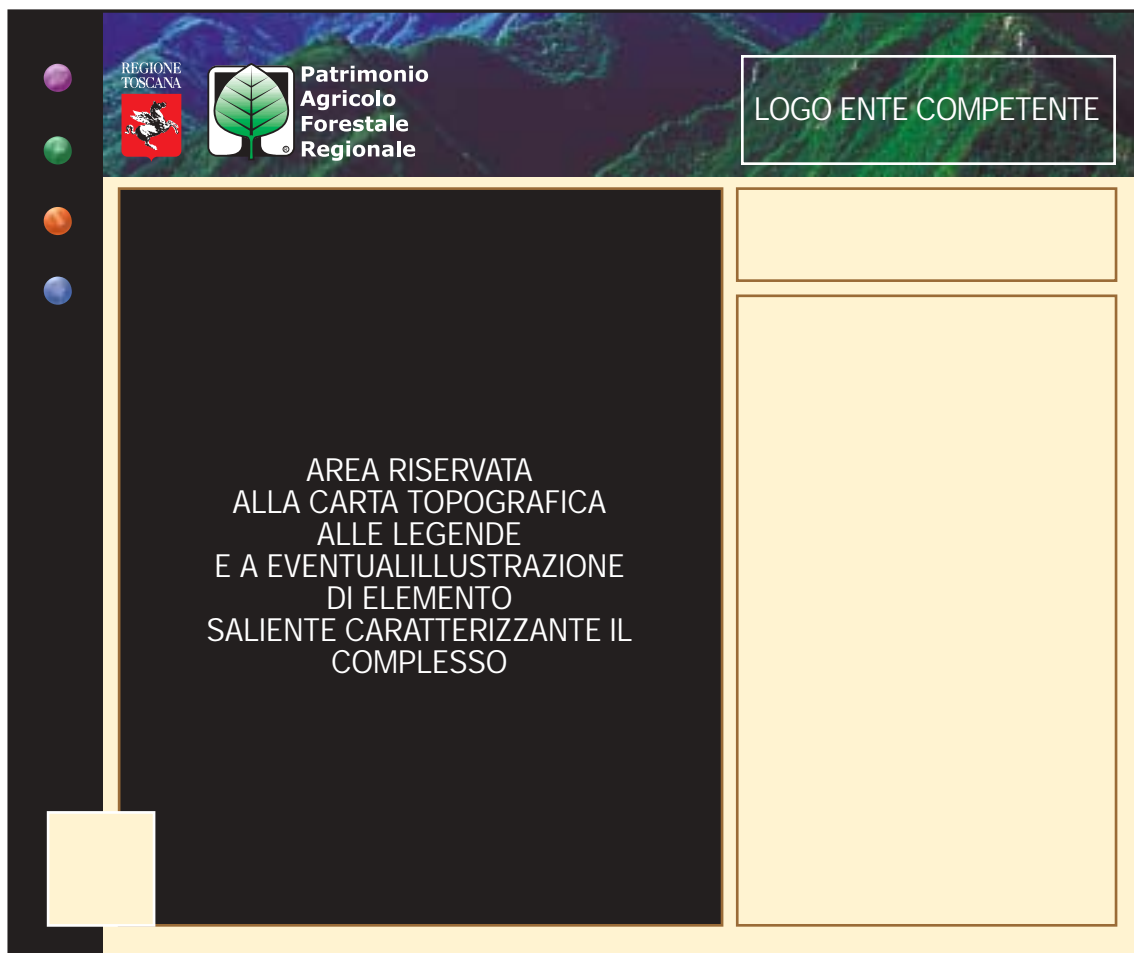 REGIONE
TOSCANA
Patrimonio
Agricolo
Forestale
Regionale
®
LOGO ENTE COMPETENTE
AREA RISERVATA
ALLA CARTA TOPOGRAFICA
ALLE LEGENDE
E A EVENTUALILLUSTRAZIONE
DI ELEMENTO
SALIENTE CARATTERIZZANTE IL
COMPLESSO